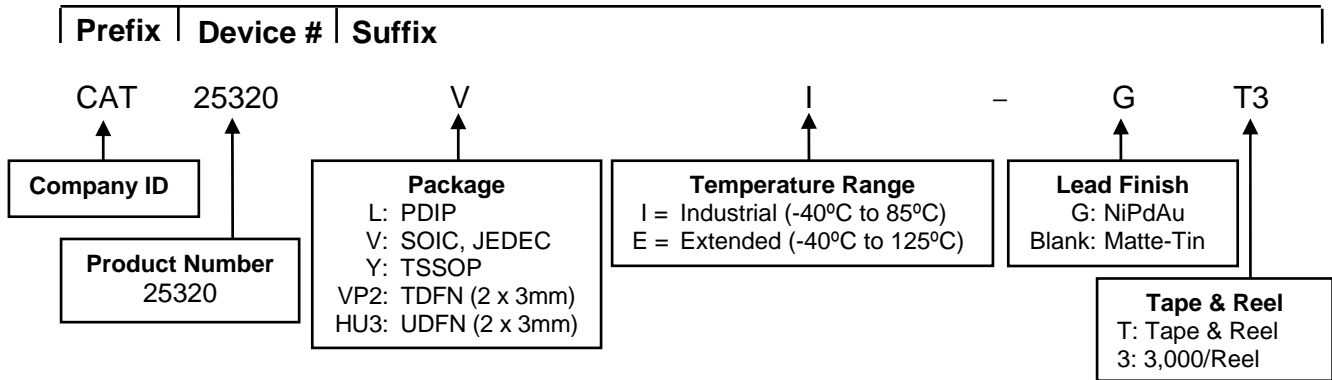 Prefix Device # Suffix
CAT 25320 V I – G T3
Company ID
Product Number
25320
Package
L: PDIP
V: SOIC, JEDEC
Y: TSSOP
VP2: TDFN (2 x 3mm)
HU3: UDFN (2 x 3mm)
Temperature Range
I = Industrial (-40ºC to 85ºC)
E = Extended (-40ºC to 125ºC)
Lead Finish
G: NiPdAu
Blank: Matte-Tin
Tape & Reel
T: Tape & Reel
3: 3,000/Reel